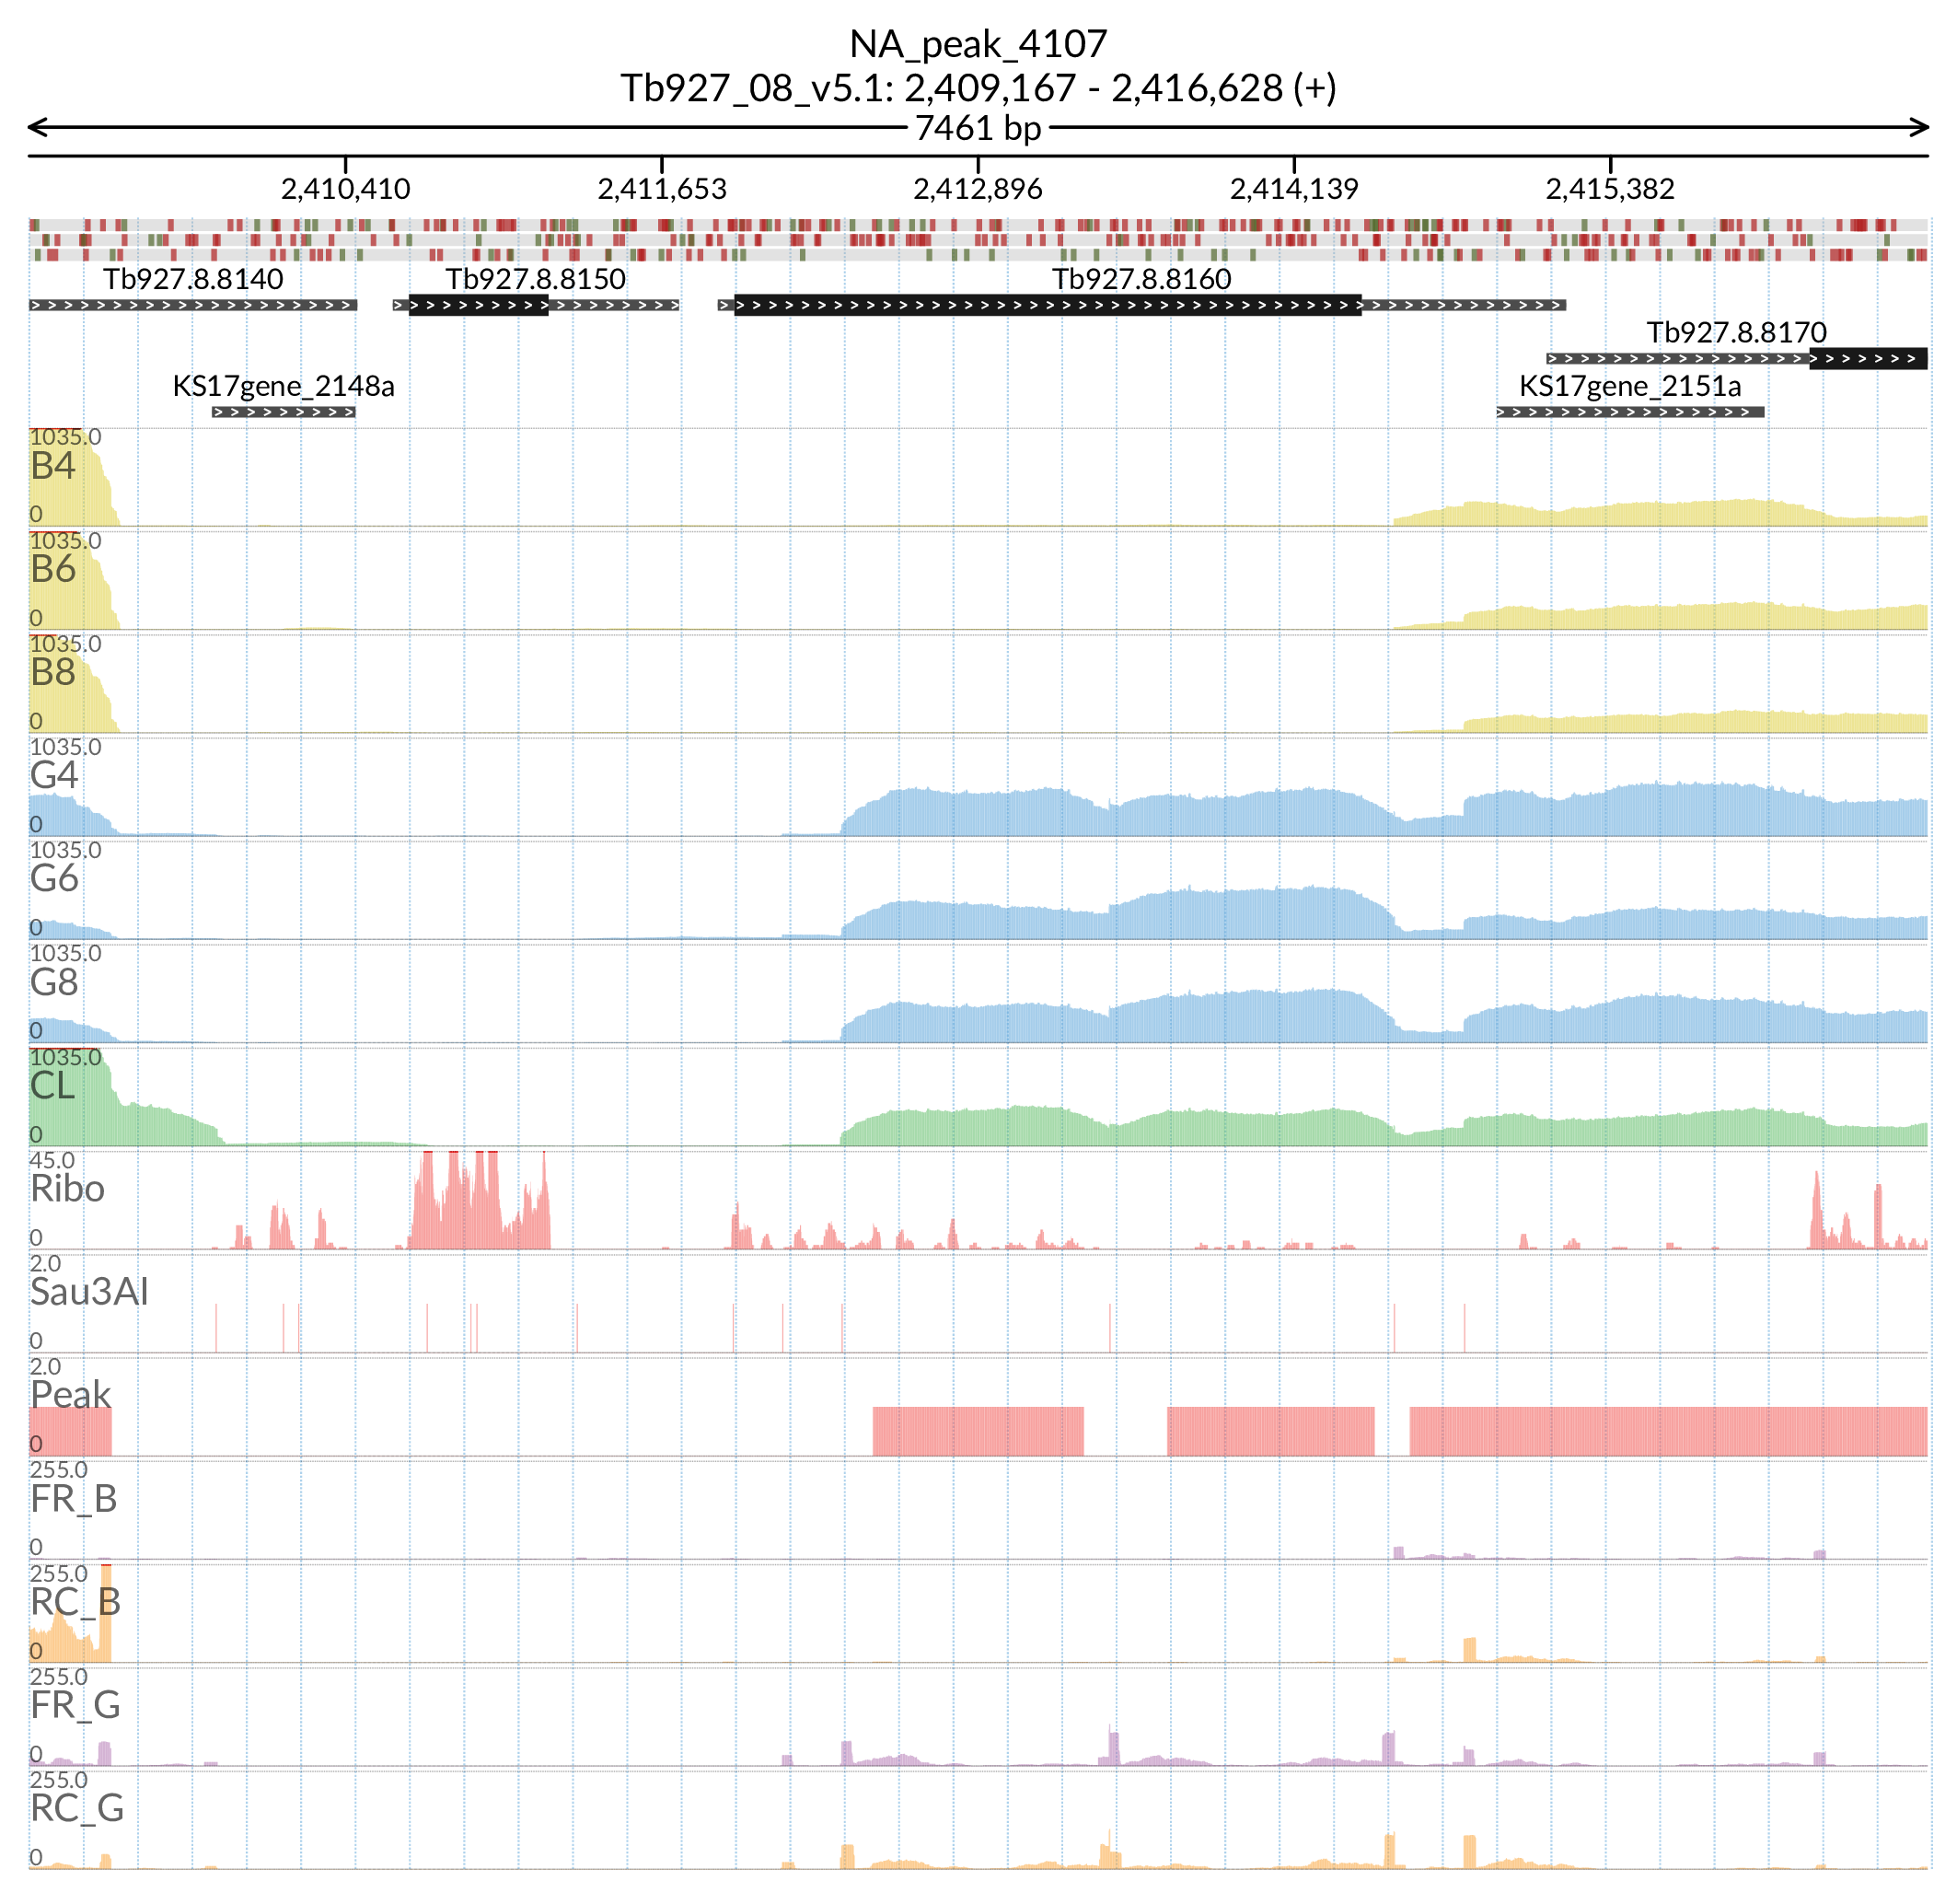 NA_peak_4107
Tb927_08_v5.1: 2,409,167 - 2,416,628 (+)
7461 bp
2,410,410 2,411,653 2,412,896 2,414,139 2,415,382
Tb927.8.8140 Tb927.8.8150 Tb927.8.8160
Tb927.8.8170
KS17gene_2148a KS17gene_2151a
1035.0
B4
0
1035.0
B6
0
1035.0
B8
0
1035.0
G4
0
1035.0
G6
0
1035.0
G8
0
1035.0
CL
0
45.0
Ribo
0
2.0
Sau3AI
0
2.0
Peak
0
255.0
FR_B
0
255.0
RC_B
0
255.0
FR_G
0
255.0
RC_G
0